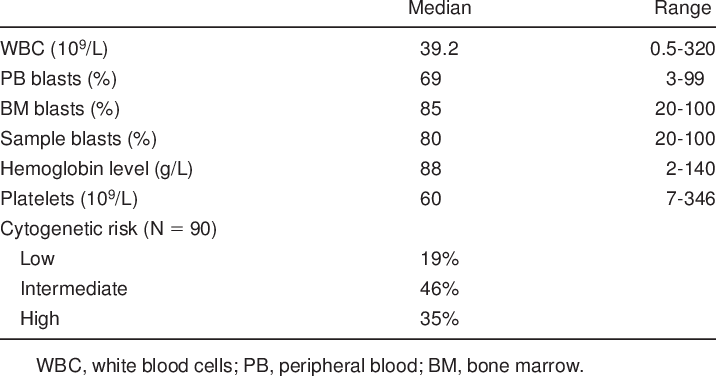 Median Range
WBC (10⁹/L) 39.2 0.5-320
PB blasts (%) 69 3-99
BM blasts (%) 85 20-100
Sample blasts (%) 80 20-100
Hemoglobin level (g/L) 88 2-140
Platelets (10⁹/L) 60 7-346
Cytogenetic risk (N = 90)
Low 19%
Intermediate 46%
High 35%
WBC, white blood cells; PB, peripheral blood; BM, bone marrow.